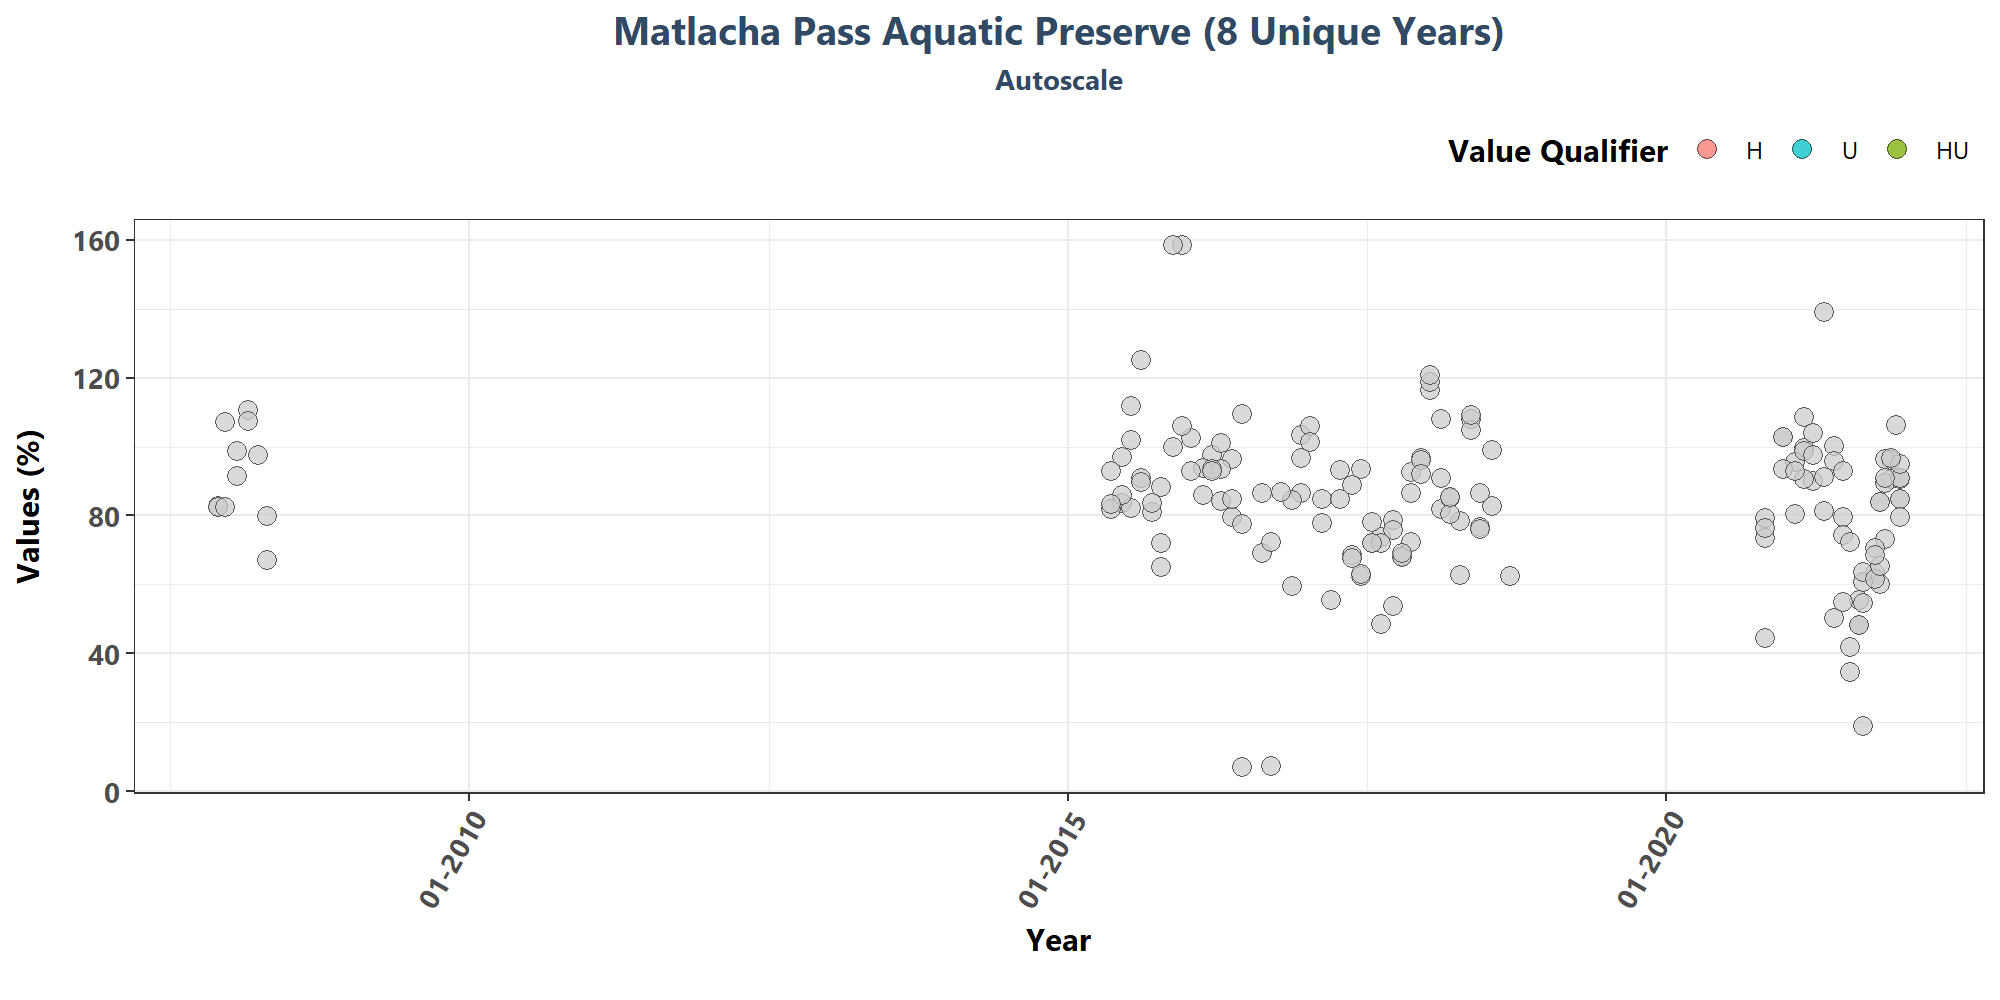 Matlacha Pass Aquatic Preserve (8 Unique Years)
Autoscale
Value Qualifier H U HU
160
120
80
40
0
Values (%)
01-2010 01-2015 01-2020
Year